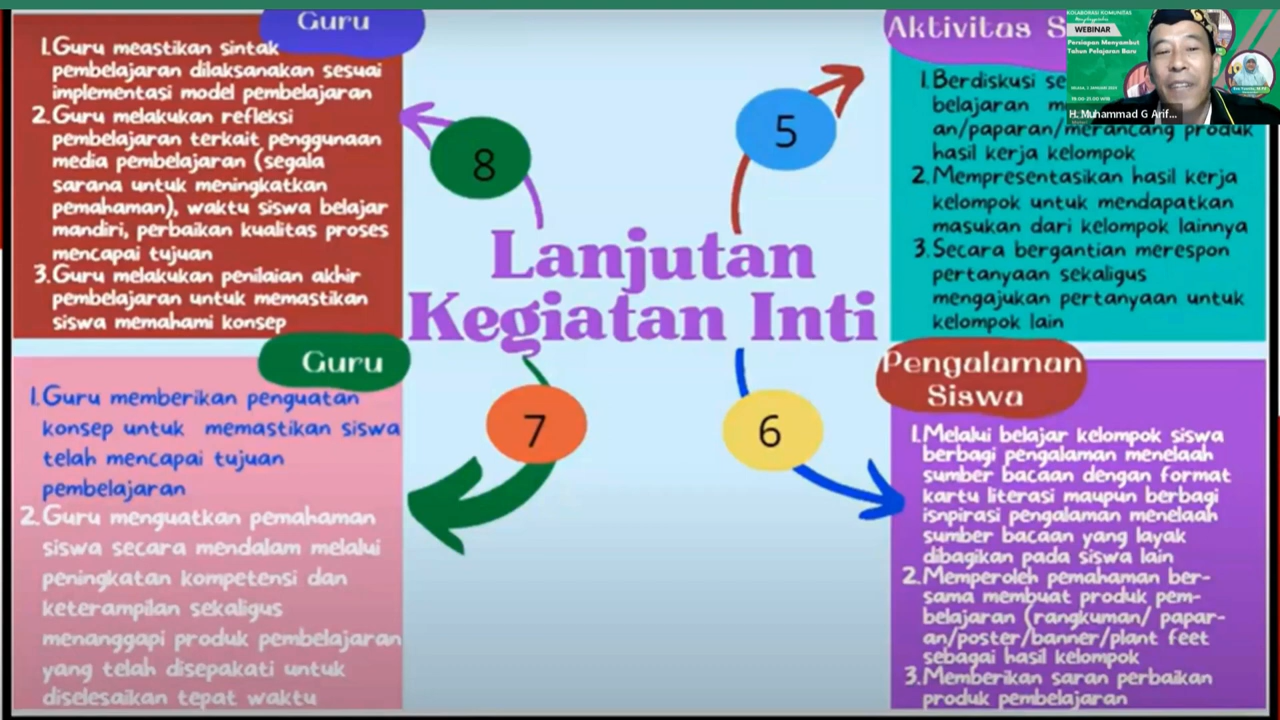 Guru
1.Guru meastikan sintak
pembelajaran dilaksanakan sesuai
implementasi model pembelajaran
2.Guru melakukan refleksi
pembelajaran terkait penggunaan
media pembelajaran (segala
sarana untuk meningkatkan
pemahaman), waktu siswa belajar
mandiri, perbaikan kualitas proses
mencapai tujuan
3.Guru melakukan penilaian akhir
pembelajaran untuk memastikan
siswa memahami konsep
8
5
Aktivitas S
1.Berdiskusi se
belajaran m
an/paparan/merancang produk
hasil kerja kelompok
2.Mempresentasikan hasil kerja
kelompok untuk mendapatkan
masukan dari kelompok lainnya
3.Secara bergantian merespon
pertanyaan sekaligus
mengajukan pertanyaan untuk
kelompok lain
KOLABORASI KOMUNITAS
WEBINAR
Persiapan Menyambut
Tahun Pelajaran Baru
H. Muhammad G Arif...
Lanjutan
Kegiatan Inti
Guru
1.Guru memberikan penguatan
konsep untuk memastikan siswa
telah mencapai tujuan
pembelajaran
2.Guru menguatkan pemahaman
siswa secara mendalam melalui
peningkatan kompetensi dan
keterampilan sekaligus
menanggapi produk pembelajaran
yang telah disepakati untuk
diselesaikan tepat waktu
7
6
Pengalaman
Siswa
1.Melalui belajar kelompok siswa
berbagi pengalaman menelaah
sumber bacaan dengan format
kartu literasi maupun berbagi
isnpirasi pengalaman menelaah
sumber bacaan yang layak
dibagikan pada siswa lain
2.Memperoleh pemahaman ber-
sama membuat produk pem-
belajaran (rangkuman/ papar-
an/poster/banner/plant feet
sebagai hasil kelompok
3.Memberikan saran perbaikan
produk pembelajaran